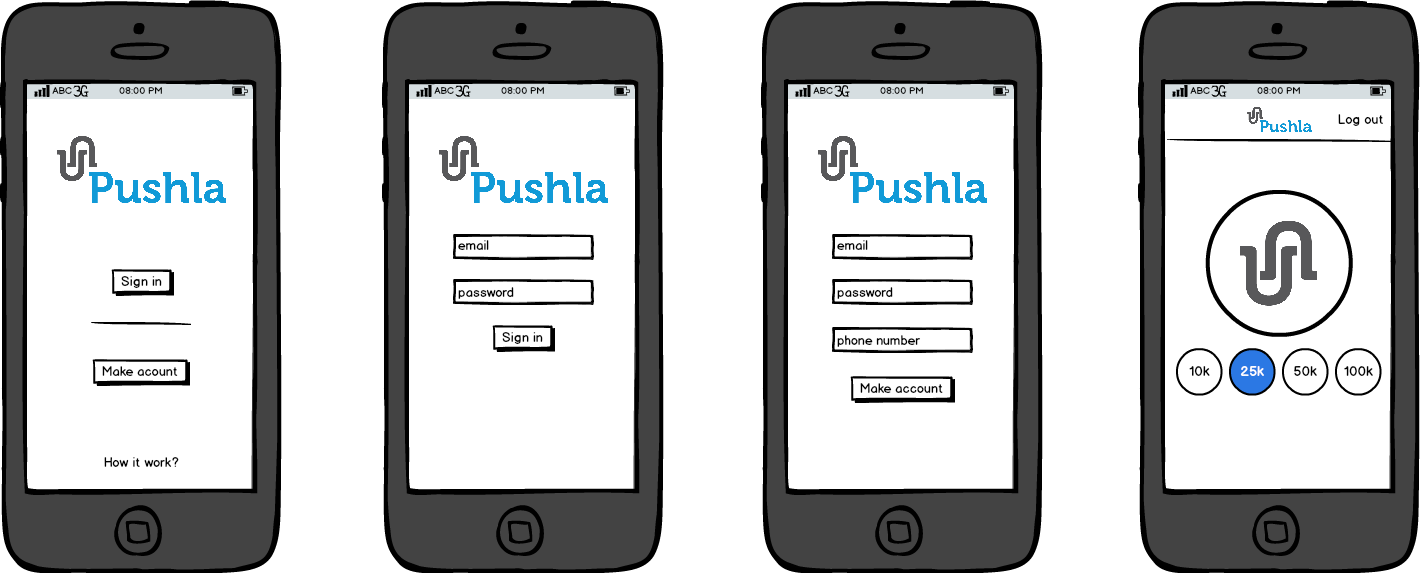 ABC 3G 08:00 PM
Pushla
Sign in
Make acount
How it work?
ABC 3G 08:00 PM
Pushla
email
password
Sign in
ABC 3G 08:00 PM
Pushla
email
password
phone number
Make account
ABC 3G 08:00 PM
Pushla Log out
10k 25k 50k 100k